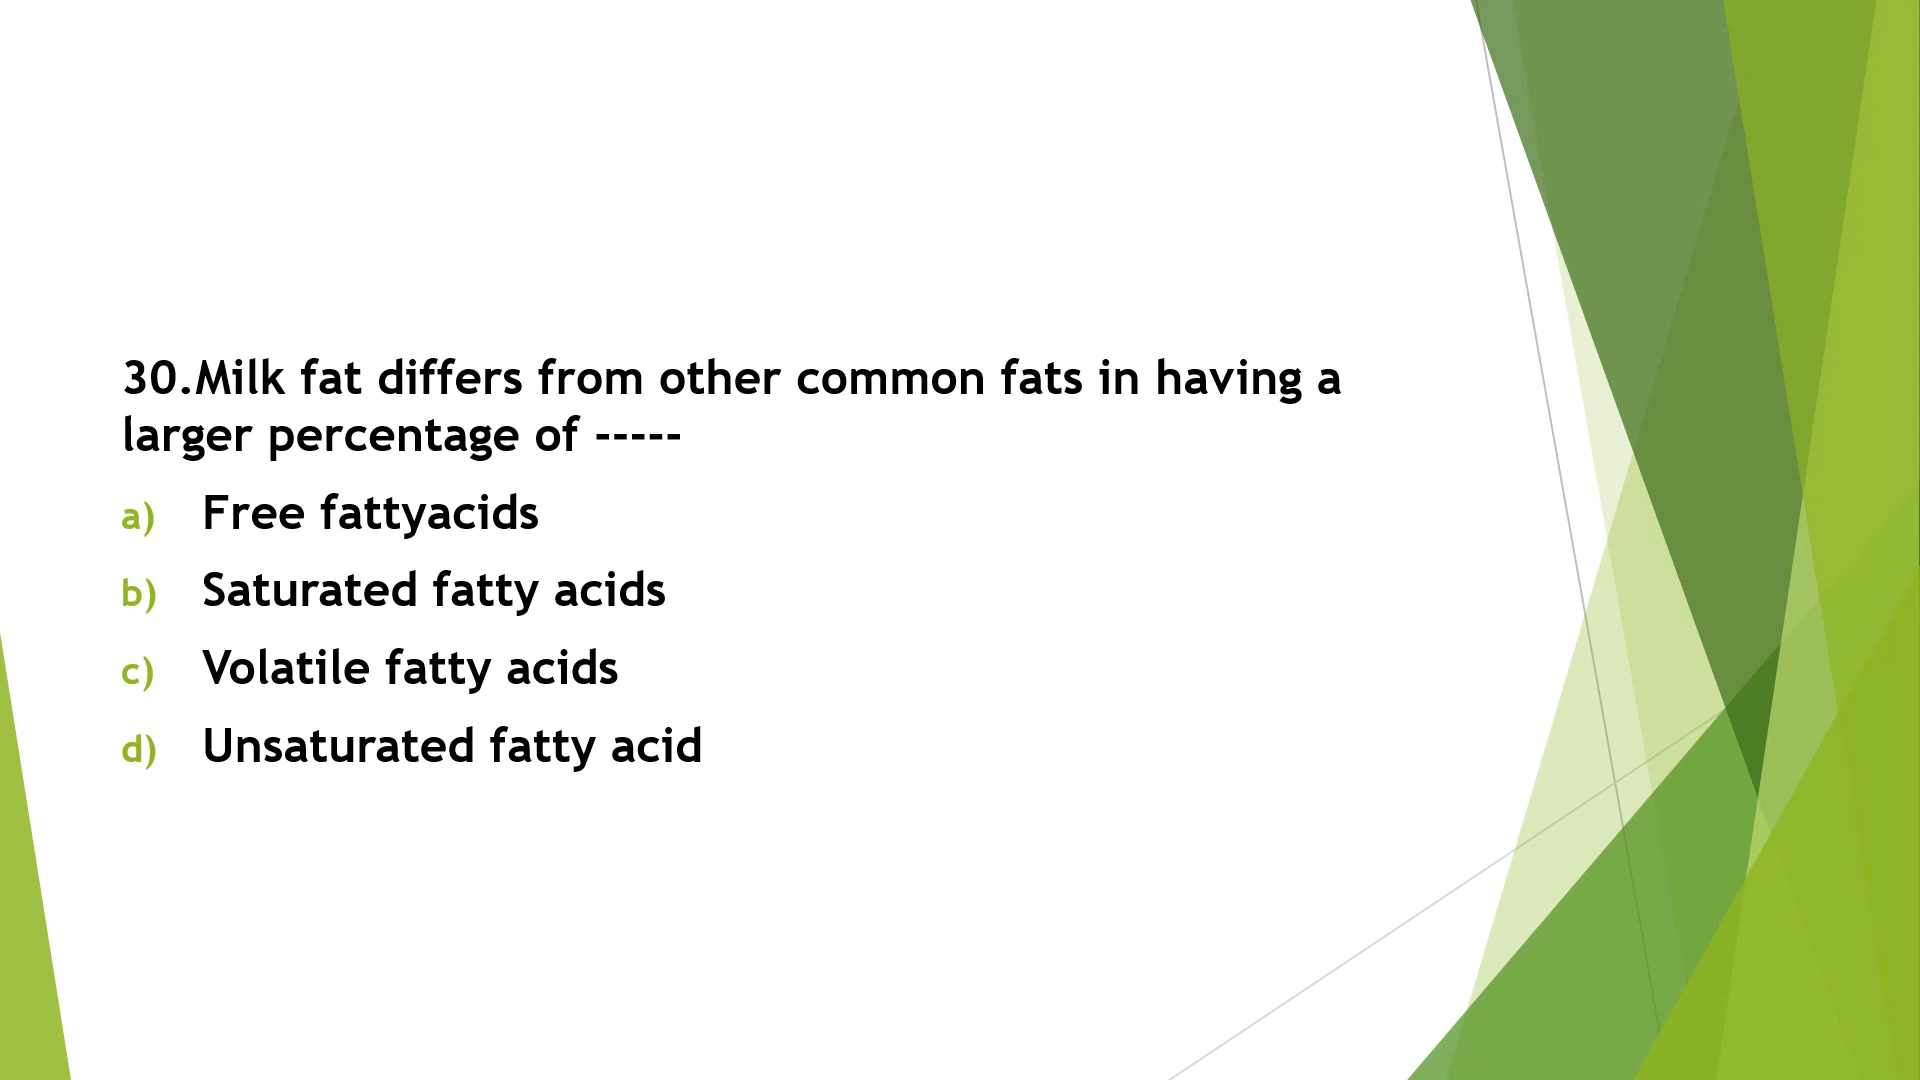 30.Milk fat differs from other common fats in having a
larger percentage of -----
a) Free fattyacids
b) Saturated fatty acids
c) Volatile fatty acids
d) Unsaturated fatty acid